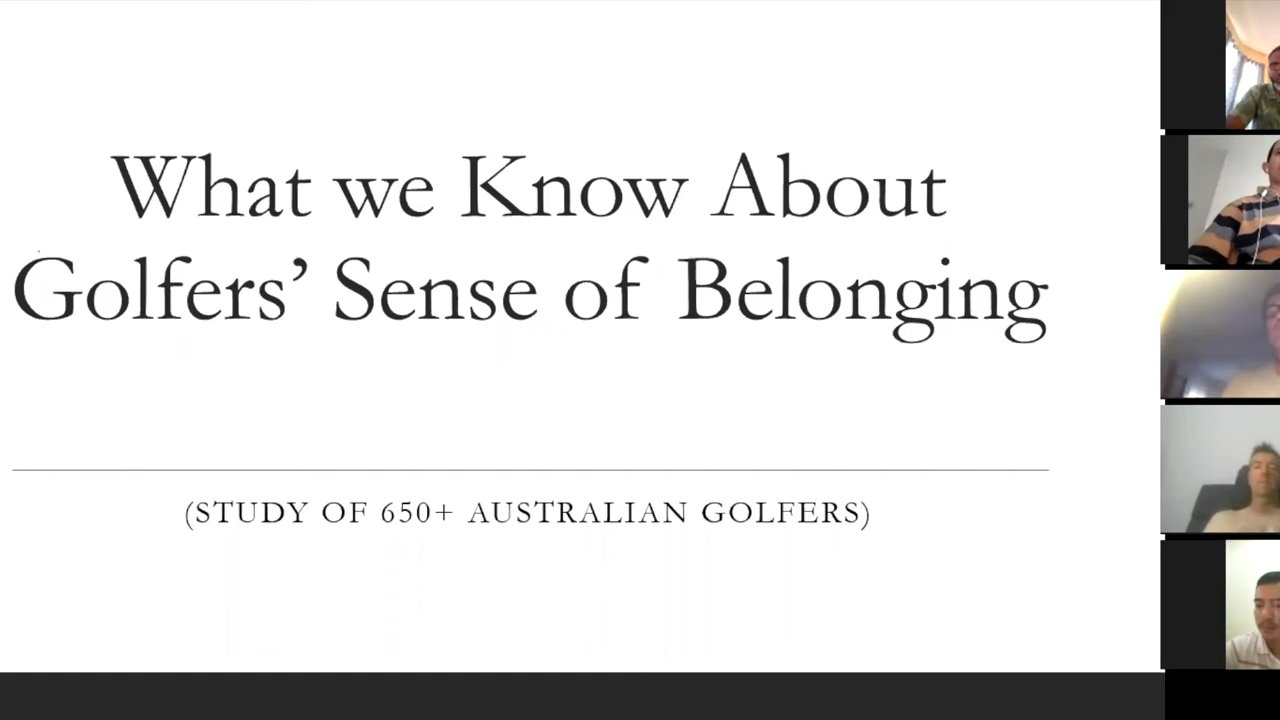 What we Know About
Golfers’ Sense of Belonging
(STUDY OF 650+ AUSTRALIAN GOLFERS)